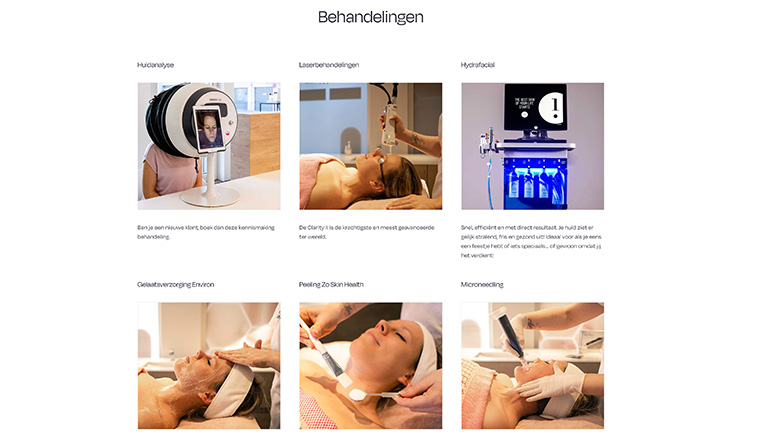 Behandelingen
Huidanalyse
Laserbehandelingen
Hydrafacial
THE BEST SKIN
OF YOUR LIFE
STARTS
Ben je een nieuwe klant, boek dan deze kennismaking
behandeling.
De Clarity II is de krachtigste en meest geavanceerde
ter wereld.
Snel, efficiënt en met direct resultaat. Je huid ziet er
gelijk stralend, fris en gezond uit! Ideaal voor als je eens
een feestje hebt of iets speciaals... of gewoon omdat jij
het verdient!
Gelaatsverzorging Environ
Peeling Zo Skin Health
Microneedling